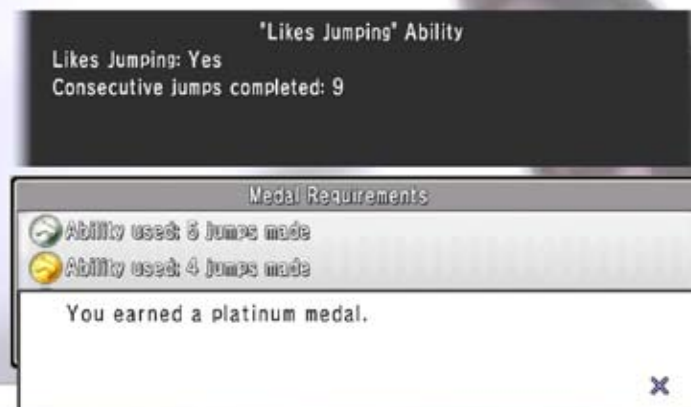 "Likes Jumping" Ability
Likes Jumping: Yes
Consecutive jumps completed: 9
Medal Requirements
Ability used: 5 jumps made
Ability used: 4 jumps made
You earned a platinum medal.